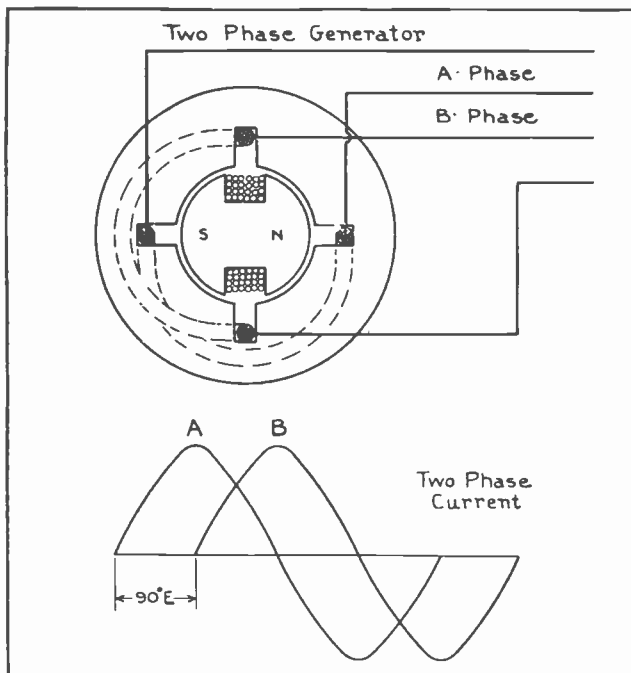 Two Phase Generator
A· Phase
B· Phase
S N
A B
Two Phase
Current
90°E